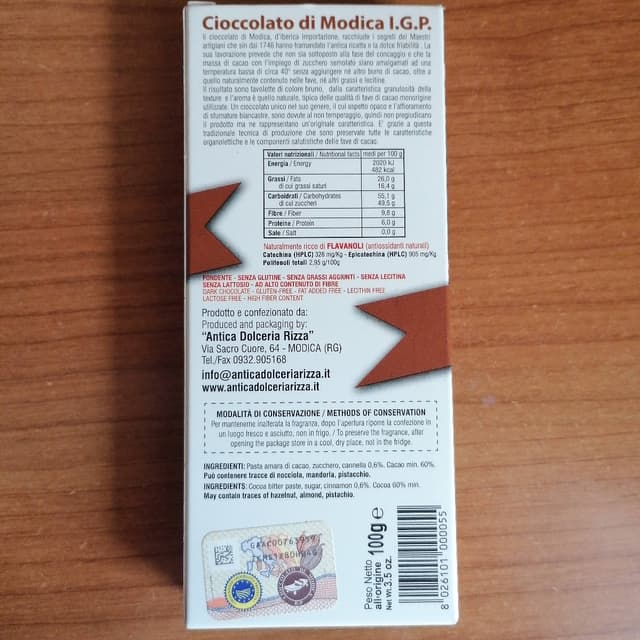 Cioccolato di Modica I.G.P.
Il cioccolato di Modica, d'iberica importazione, racchiude i segreti dei Maestri
artigiani che sin dal 1746 hanno tramandato l'antica ricetta e la dolce friabilità. La
sua lavorazione prevede che non sia sottoposto alla fase del concaggio e che la
massa di cacao con l'impiego di zucchero semolato siano amalgamati ad una
temperatura bassa di circa 40° senza aggiungere né altro burro di cacao, oltre a
quello naturalmente contenuto nelle fave, né altri grassi e lecitine.
Il risultato sono tavolette di colore bruno, dalla caratteristica granulosità della
texture e l'aroma è quello naturale, tipico delle qualità di fave di cacao monorigine
utilizzate. Un cioccolato unico nel suo genere, il cui aspetto opaco e l'affioramento
di sfumature biancastre, sono dovute al non temperaggio, quindi non pregiudicano
il prodotto ma ne rappresentano un'originale caratteristica. E' grazie a questa
tradizionale tecnica di produzione che sono preservate tutte le caratteristiche
organolettiche e le componenti salutistiche delle fave di cacao.
Valori nutrizionali / Nutritional facts medi per 100 g
Energia / Energy 2020 kJ
482 kcal
Grassi / Fats 26,0 g
di cui grassi saturi 16,4 g
Carboidrati / Carbohydrates 55,1 g
di cui zuccheri 49,5 g
Fibre / Fiber 9,8 g
Proteine / Protein 6,0 g
Sale / Salt 0,0 g
Naturalmente ricco di FLAVANOLI (antiossidanti naturali)
Catechina (HPLC) 328 mg/Kg - Epicatechina (HPLC) 905 mg/Kg
Polifenoli totali 2,95 g/100g
FONDENTE - SENZA GLUTINE - SENZA GRASSI AGGIUNTI - SENZA LECITINA
SENZA LATTOSIO - AD ALTO CONTENUTO DI FIBRE
DARK CHOCOLATE - GLUTEN-FREE - FAT ADDED FREE - LECITHIN FREE
LACTOSE FREE - HIGH FIBER CONTENT
Prodotto e confezionato da:
Produced and packaging by:
"Antica Dolceria Rizza"
Via Sacro Cuore, 64 - MODICA (RG)
Tel./Fax 0932.905168
info@anticadolceriarizza.it
www.anticadolceriarizza.it
MODALITÀ DI CONSERVAZIONE / METHODS OF CONSERVATION
Per mantenerne inalterata la fragranza, dopo l'apertura riporre la confezione in
un luogo fresco e asciutto, non in frigo. / To preserve the fragrance, after
opening the package store in a cool, dry place, not in the fridge.
INGREDIENTI: Pasta amara di cacao, zucchero, cannella 0,6%. Cacao min. 60%.
Può contenere tracce di nocciola, mandorla, pistacchio.
INGREDIENTS: Cocoa bitter paste, sugar, cinnamon 0,6%. Cocoa 60% min.
May contain traces of hazelnut, almond, pistachio.
Peso Netto
all'origine 100g e
Net Wt. 3.5 oz.
8 026101 000055